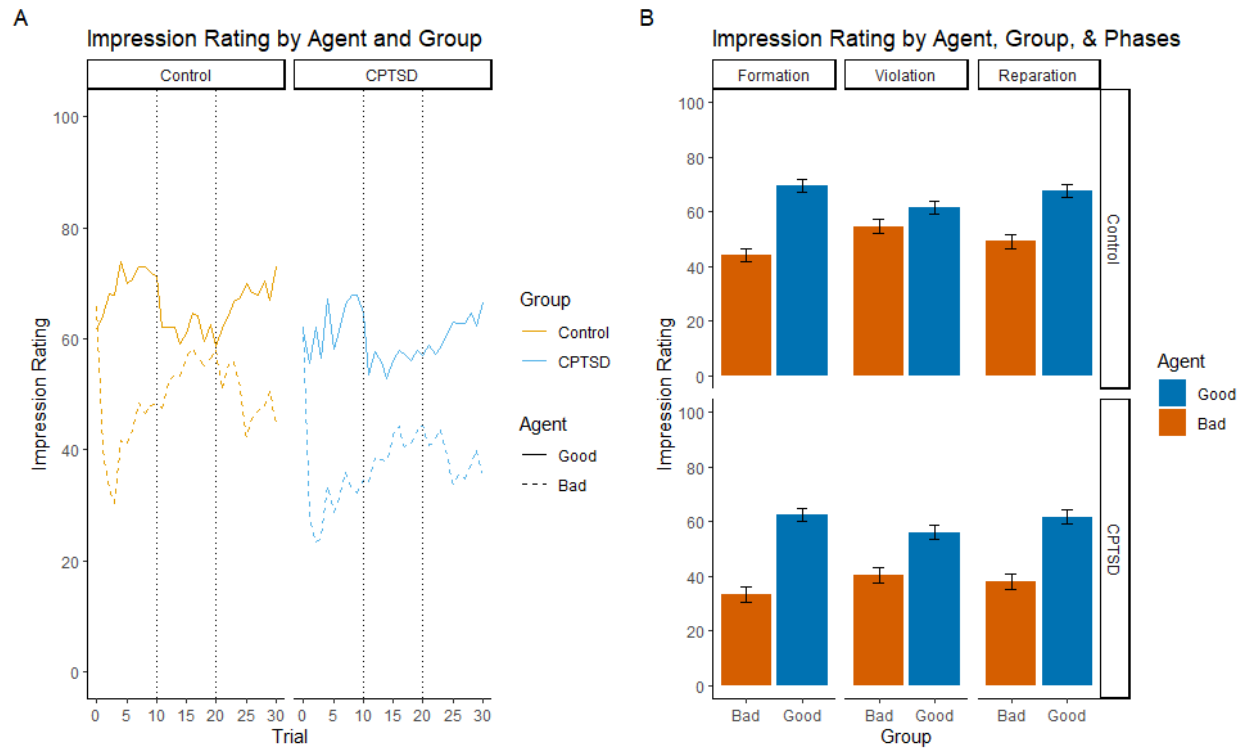 A
Impression Rating by Agent and Group
Control
CPTSD
100
80
60
40
20
0
Impression Rating
0 5 10 15 20 25 30
0 5 10 15 20 25 30
Trial
Group
Control
CPTSD
Agent
Good
Bad
B
Impression Rating by Agent, Group, & Phases
Formation
Violation
Reparation
100
80
60
40
20
0
Control
100
80
60
40
20
0
CPTSD
Impression Rating
Bad Good
Bad Good
Bad Good
Group
Agent
Good
Bad